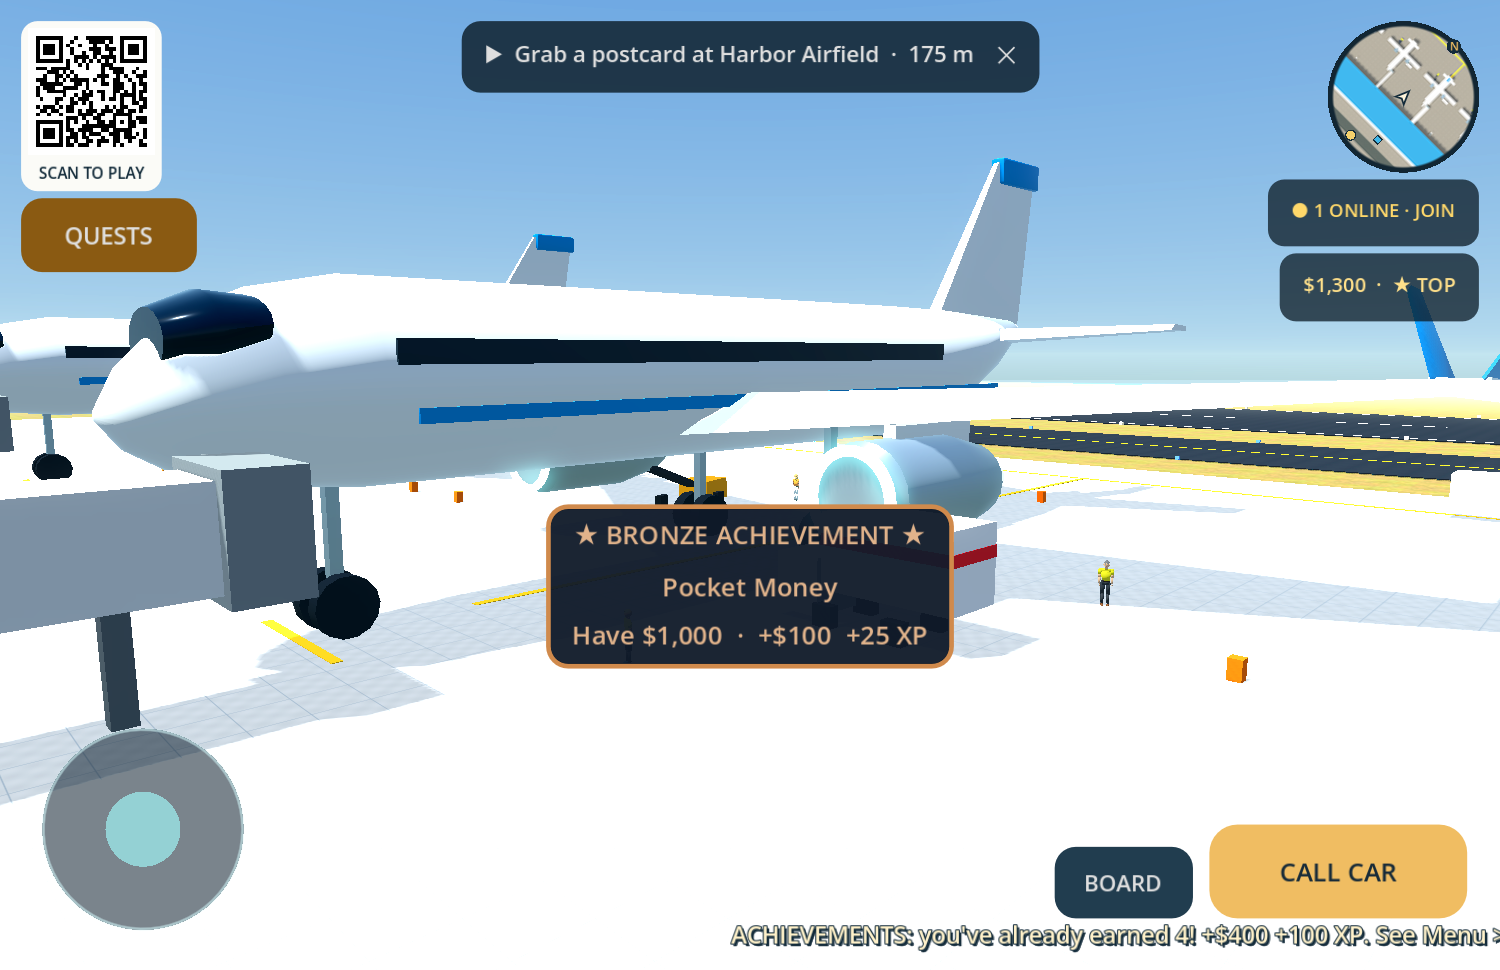 Grab a postcard at Harbor Airfield · 175 m
SCAN TO PLAY
QUESTS
N
1 ONLINE · JOIN
$1,300 · ★ TOP
★ BRONZE ACHIEVEMENT ★
Pocket Money
Have $1,000 · +$100 +25 XP
BOARD
CALL CAR
ACHIEVEMENTS: you've already earned 4! +$400 +100 XP. See Menu >